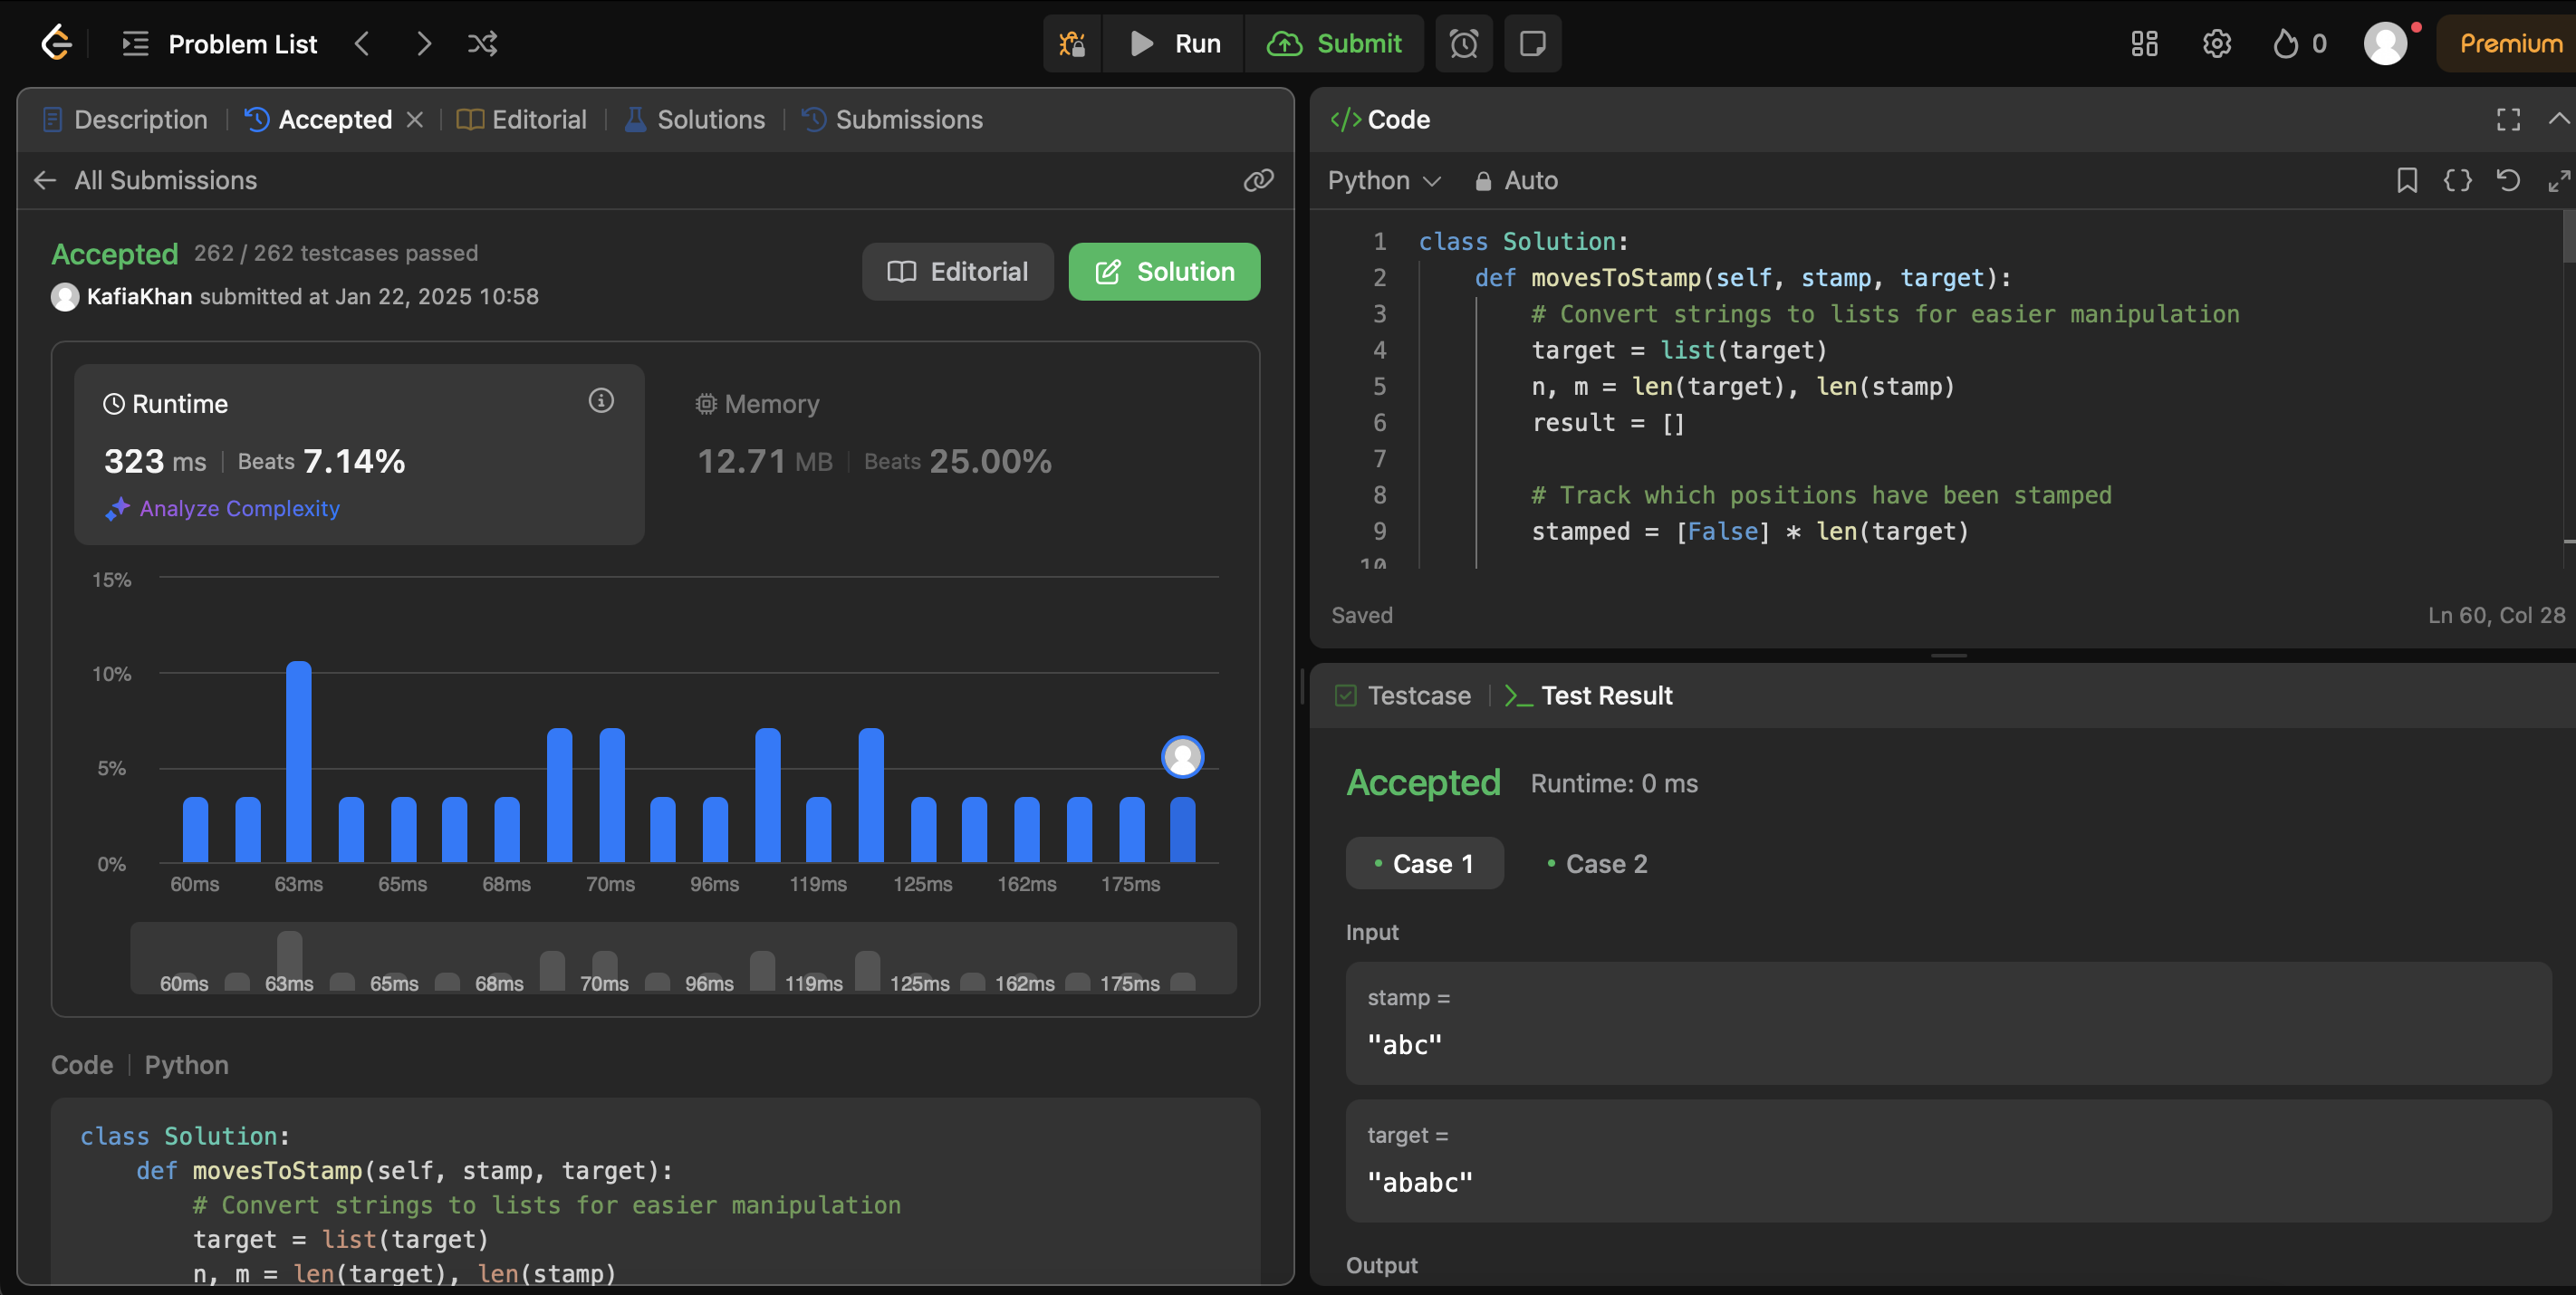 Problem List
Run
Submit
0
Premium
Description
Accepted
Editorial
Solutions
Submissions
All Submissions
Accepted 262 / 262 testcases passed
KafiaKhan submitted at Jan 22, 2025 10:58
Editorial
Solution
Runtime
323 ms | Beats 7.14%
Analyze Complexity
Memory
12.71 MB | Beats 25.00%
15%
10%
5%
0%
60ms 63ms 65ms 68ms 70ms 96ms 119ms 125ms 162ms 175ms
60ms 63ms 65ms 68ms 70ms 96ms 119ms 125ms 162ms 175ms
Code | Python
class Solution:
    def movesToStamp(self, stamp, target):
        # Convert strings to lists for easier manipulation
        target = list(target)
        n, m = len(target), len(stamp)
</> Code
Python
Auto
1 class Solution:
2     def movesToStamp(self, stamp, target):
3         # Convert strings to lists for easier manipulation
4         target = list(target)
5         n, m = len(target), len(stamp)
6         result = []
7
8         # Track which positions have been stamped
9         stamped = [False] * len(target)
10
Saved
Ln 60, Col 28
Testcase
Test Result
Accepted Runtime: 0 ms
• Case 1
• Case 2
Input
stamp =
"abc"
target =
"ababc"
Output